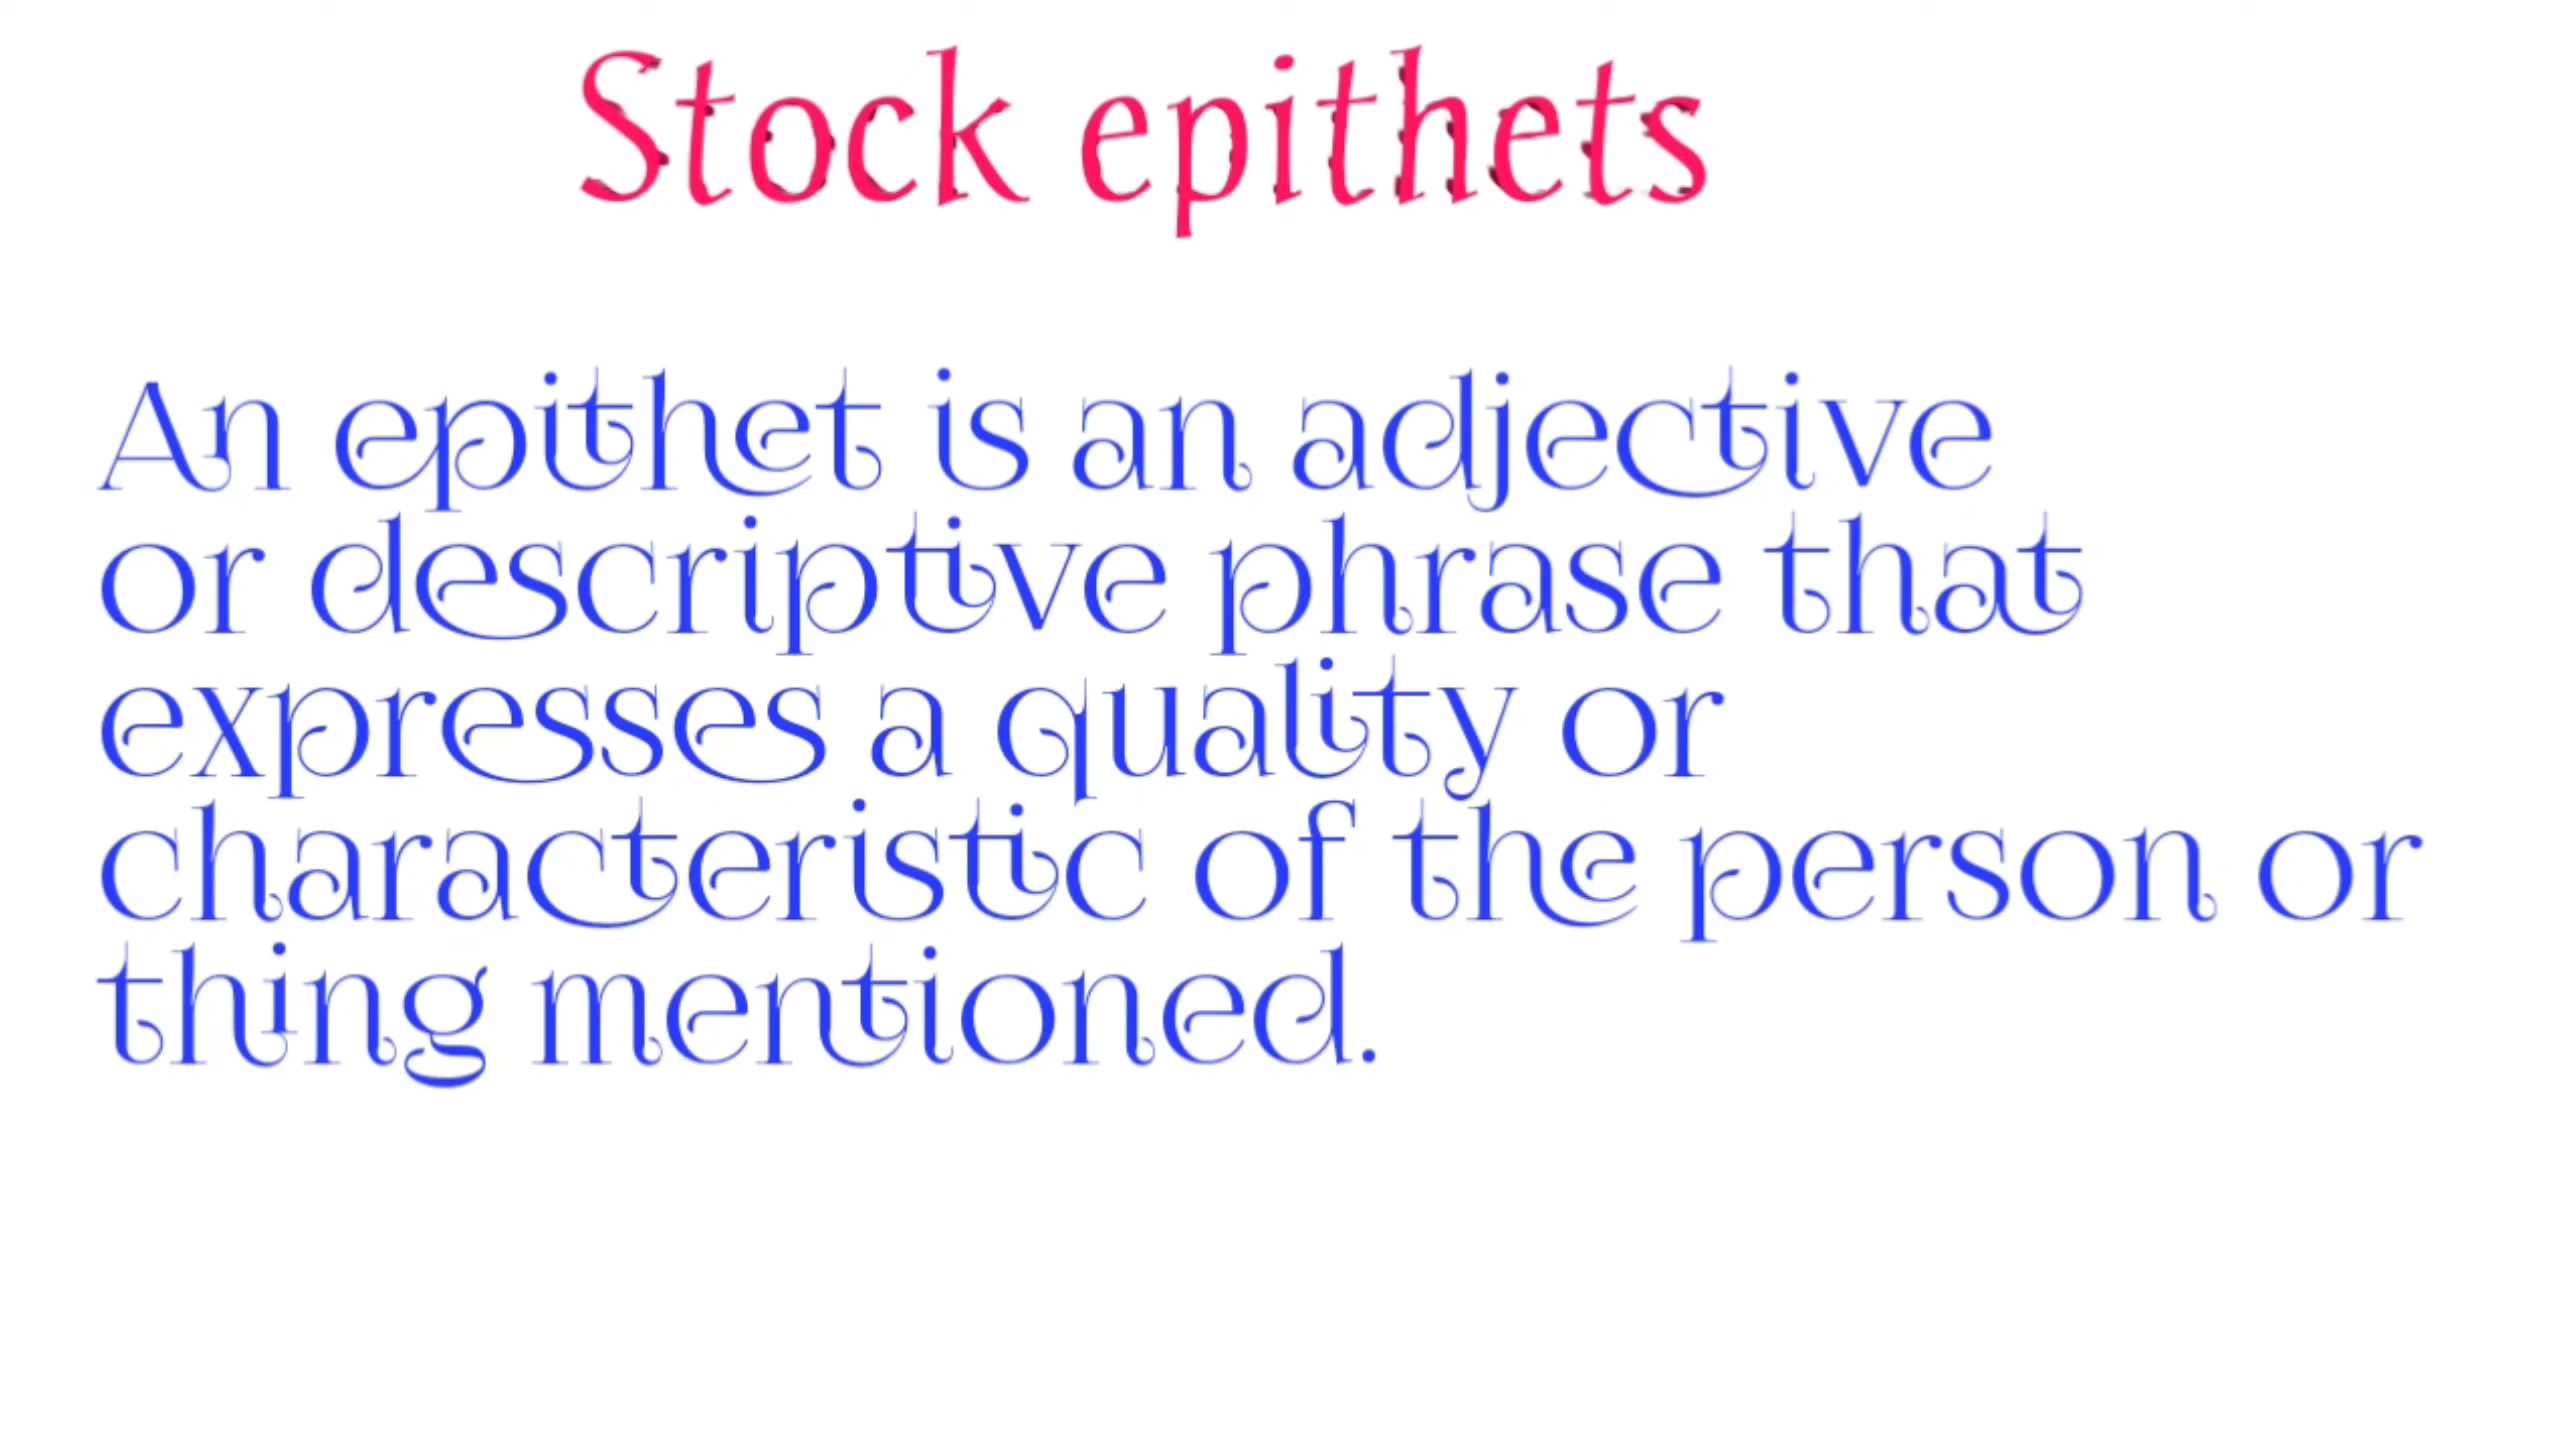 Stock epithets
An epithet is an adjective
or descriptive phrase that
expresses a quality or
characteristic of the person or
thing mentioned.